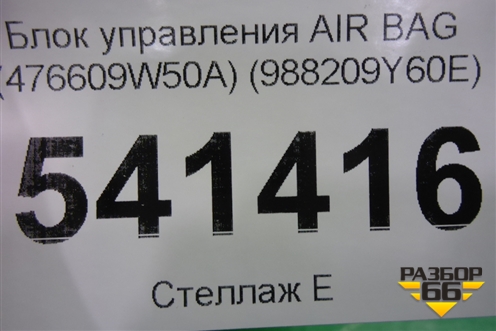 Блок управления AIR BAG
(476609W50A) (988209Y60E)
541416
Стеллаж Е
РАЗБОР
66